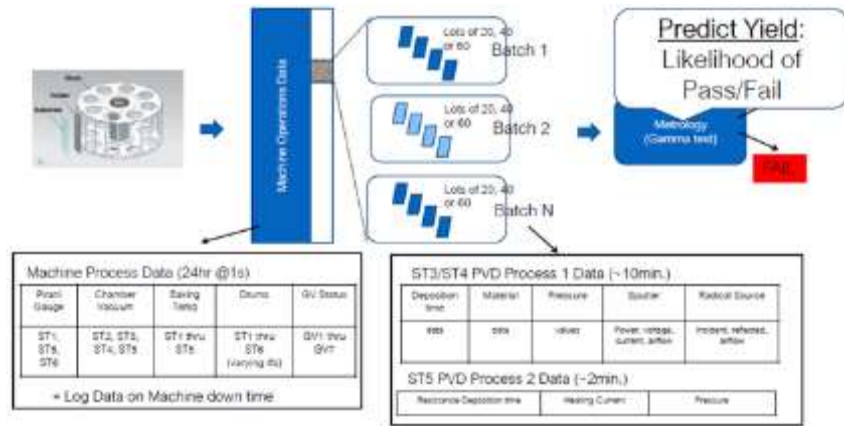 Lots of 20, 40
or 60
Batch 1
Lots of 20, 40
or 60
Batch 2
Lots of 20, 40
or 60
Batch N
Machine Operations Data
Predict Yield:
Likelihood of
Pass/Fail
Metrology
(Gamma test)
FAIL
Machine Process Data (24hr @1s)
Pirani
Gauge
Chamber
Vacuum
Baking
Temp
Drums
GV Status
ST1,
ST5,
ST6
ST2, ST3,
ST4, ST5
ST1 thru
ST5
ST1 thru
ST6
(varying
GV1 thru
GV7
+ Log Data on Machine down time
ST3/ST4 PVD Process 1 Data (~10min.)
Deposition
time
Material
Pressure
Sputter
Radical Source
data
data
values
Power, voltage,
current, airflow
Incident, reflected,
airflow
ST5 PVD Process 2 Data (~2min.)
Resistance Deposition time
Heating Current
Pressure